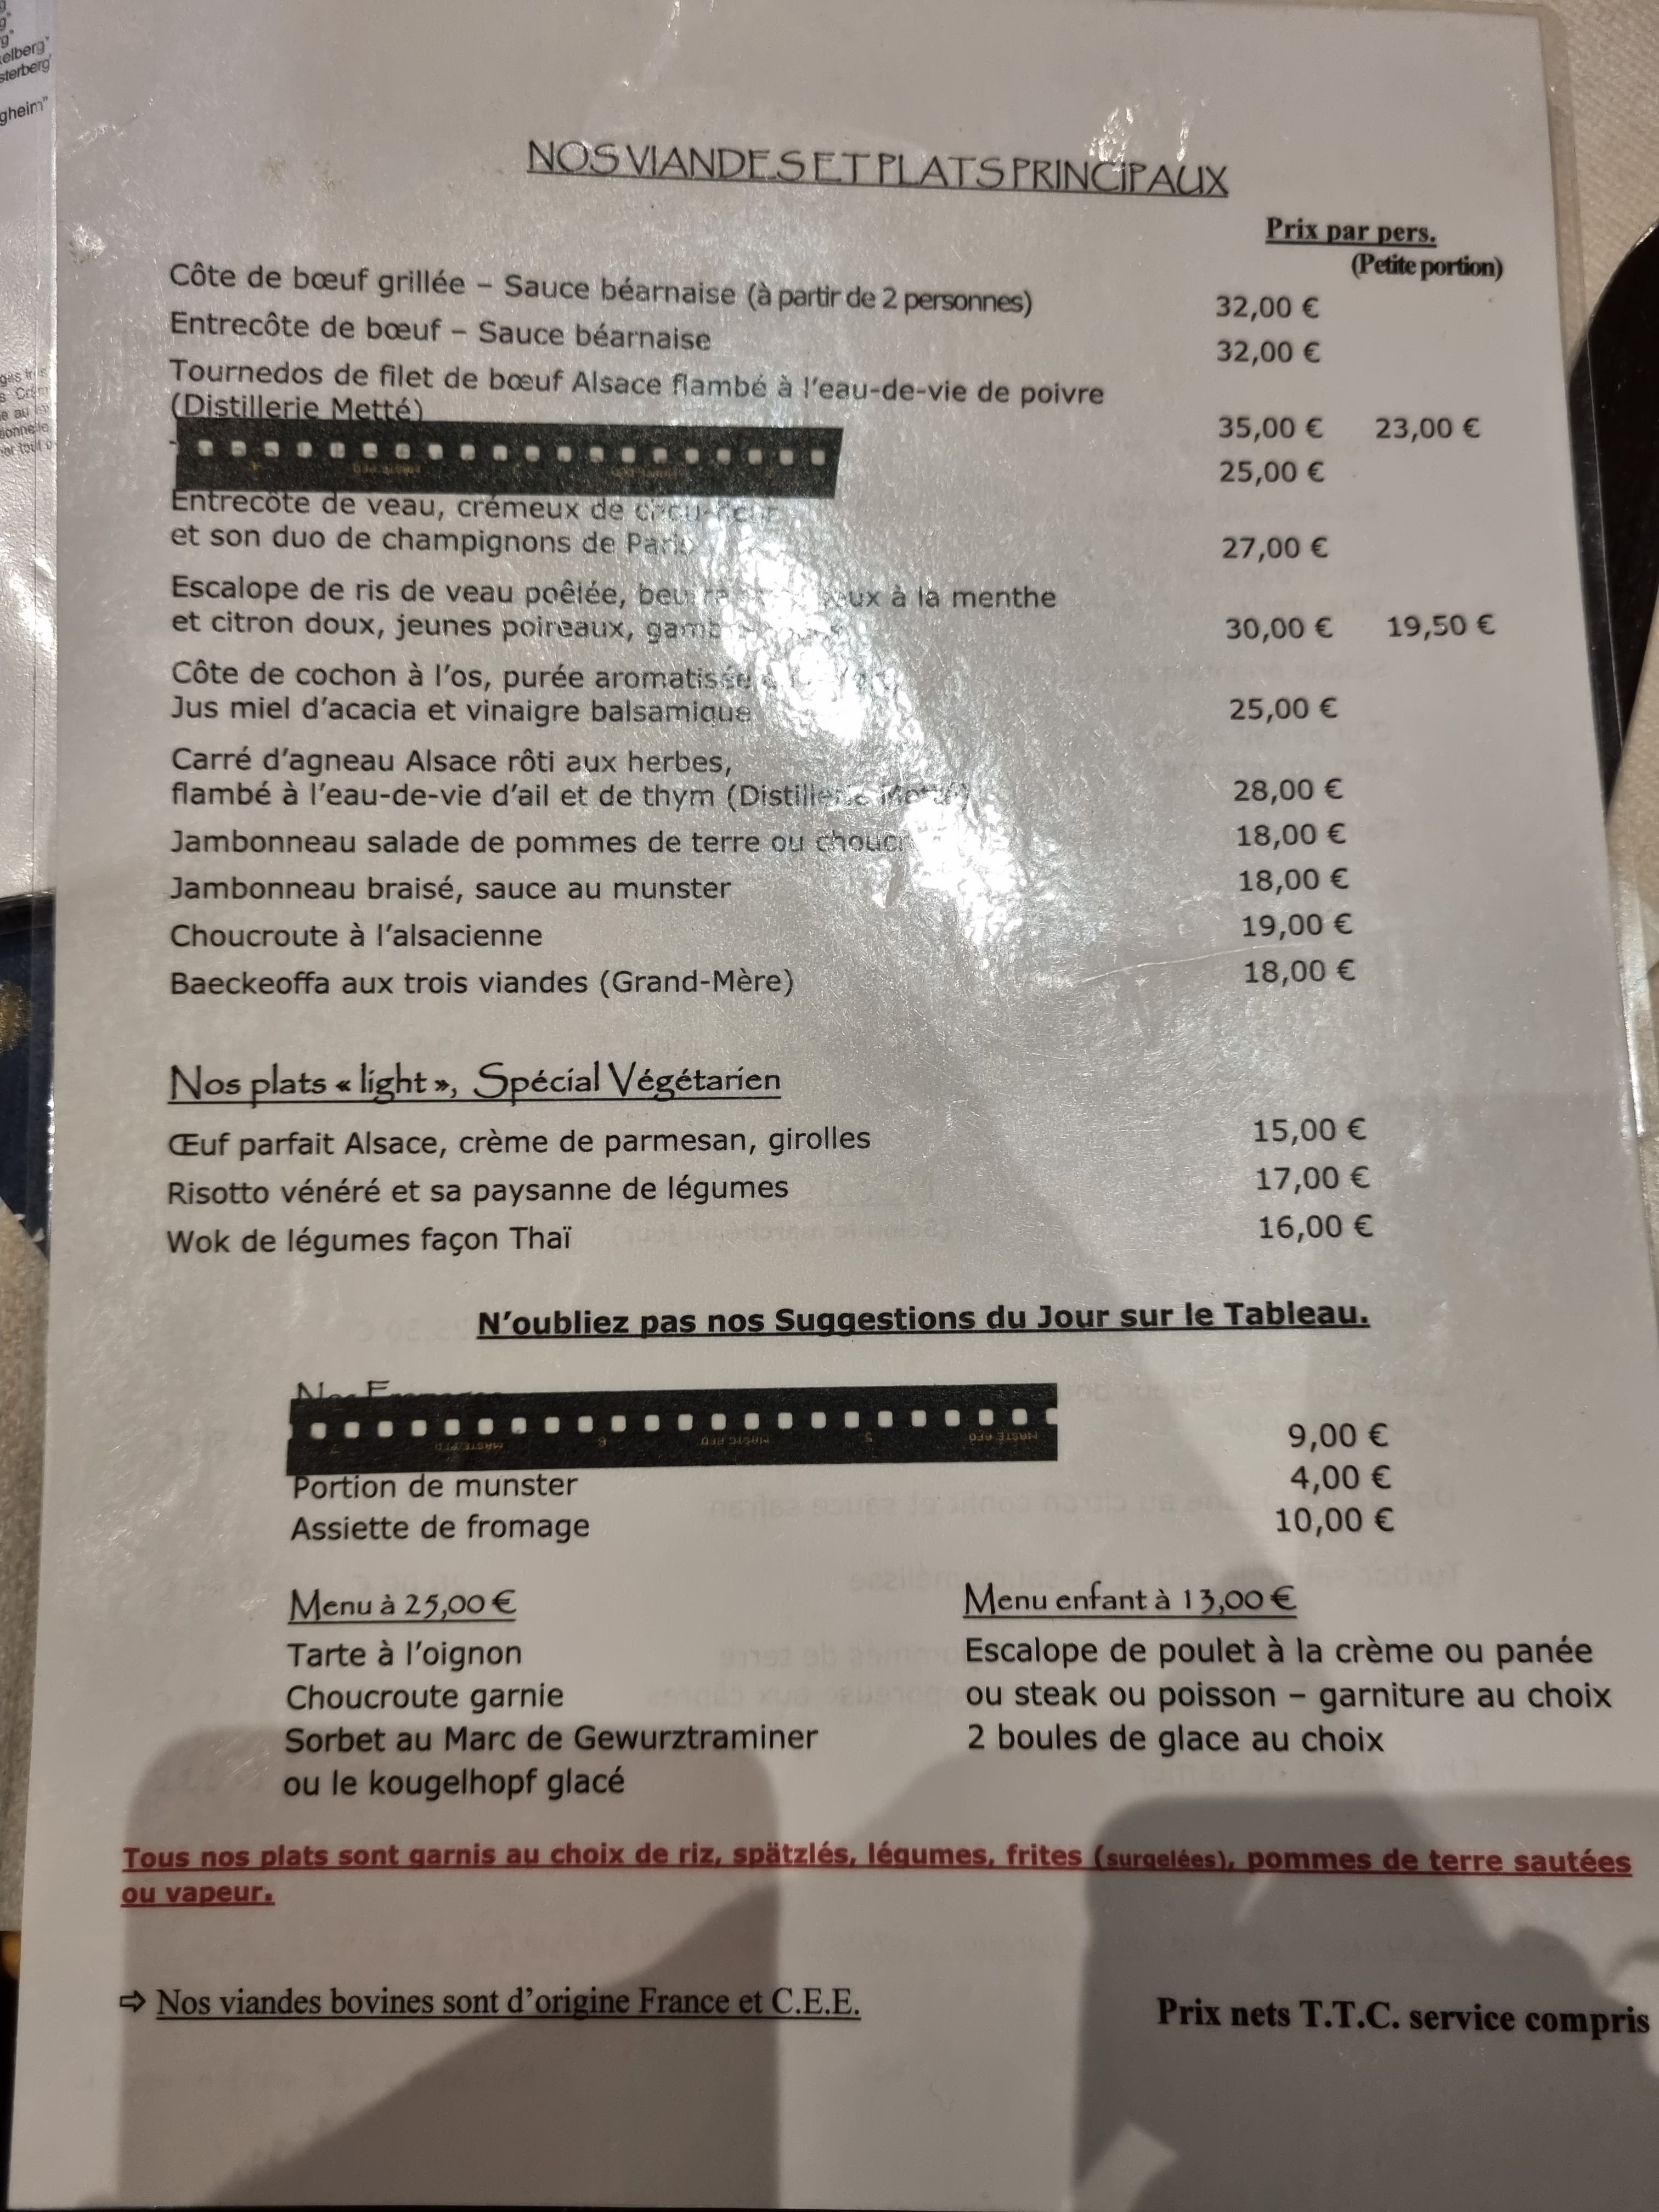 elberg"
sterberg"
gheim"
NOS VIANDES ET PLATS PRINCIPAUX
Prix par pers.
(Petite portion)
Côte de bœuf grillée – Sauce béarnaise (à partir de 2 personnes) 32,00 €
Entrecôte de bœuf – Sauce béarnaise 32,00 €
Tournedos de filet de bœuf Alsace flambé à l'eau-de-vie de poivre
(Distillerie Metté) 35,00 € 23,00 €
25,00 €
Entrecôte de veau, crémeux de
et son duo de champignons de Paris 27,00 €
Escalope de ris de veau poêlée, à la menthe
et citron doux, jeunes poireaux, 30,00 € 19,50 €
Côte de cochon à l'os, purée aromatisée
Jus miel d'acacia et vinaigre balsamique 25,00 €
Carré d'agneau Alsace rôti aux herbes,
flambé à l'eau-de-vie d'ail et de thym (Distillerie Metté) 28,00 €
Jambonneau salade de pommes de terre ou 18,00 €
Jambonneau braisé, sauce au munster 18,00 €
Choucroute à l'alsacienne 19,00 €
Baeckeoffa aux trois viandes (Grand-Mère) 18,00 €
Nos plats « light », Spécial Végétarien
Œuf parfait Alsace, crème de parmesan, girolles 15,00 €
Risotto vénéré et sa paysanne de légumes 17,00 €
Wok de légumes façon Thaï 16,00 €
N'oubliez pas nos Suggestions du Jour sur le Tableau.
9,00 €
Portion de munster 4,00 €
Assiette de fromage 10,00 €
Menu à 25,00 €
Tarte à l'oignon
Choucroute garnie
Sorbet au Marc de Gewurztraminer
ou le kougelhopf glacé
Menu enfant à 13,00 €
Escalope de poulet à la crème ou panée
ou steak ou poisson – garniture au choix
2 boules de glace au choix
Tous nos plats sont garnis au choix de riz, spätzlés, légumes, frites (surgelées), pommes de terre sautées
ou vapeur.
⇨ Nos viandes bovines sont d'origine France et C.E.E.
Prix nets T.T.C. service compris